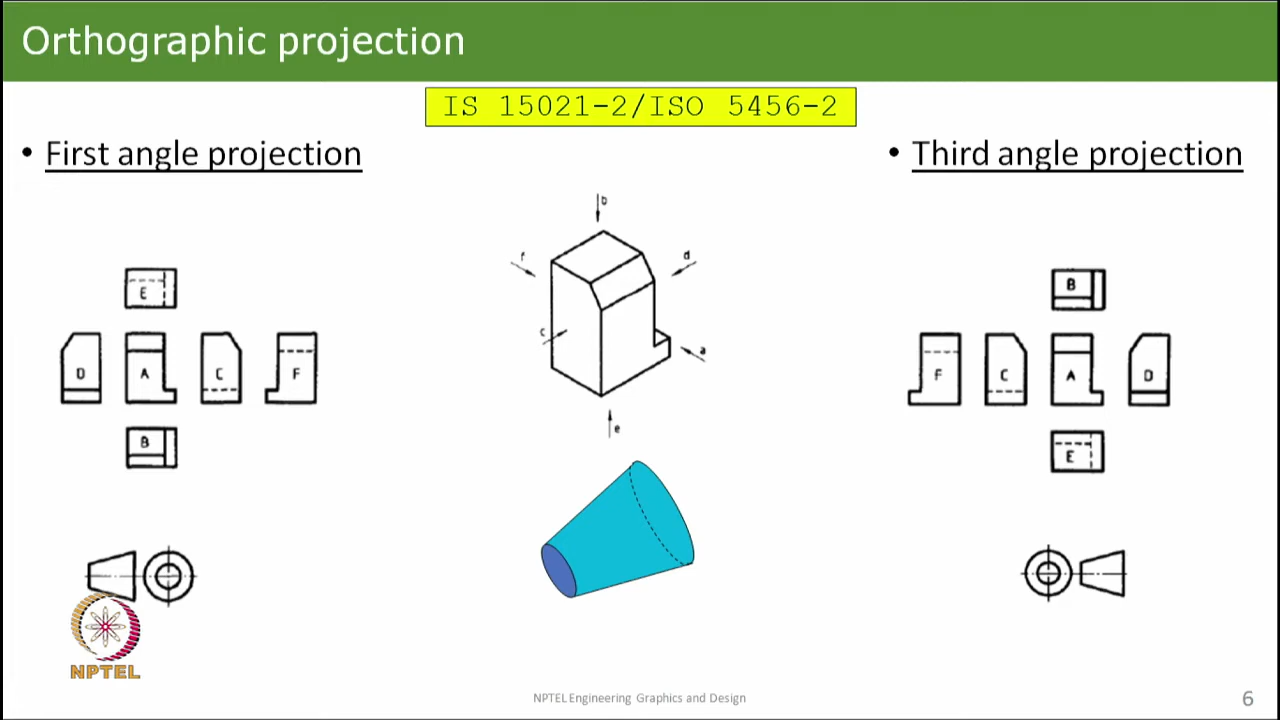 Orthographic projection
IS 15021-2/ISO 5456-2
• First angle projection
• Third angle projection
b
f
d
c
a
e
E
D A C F
B
B
F C A D
E
NPTEL
NPTEL Engineering Graphics and Design
6